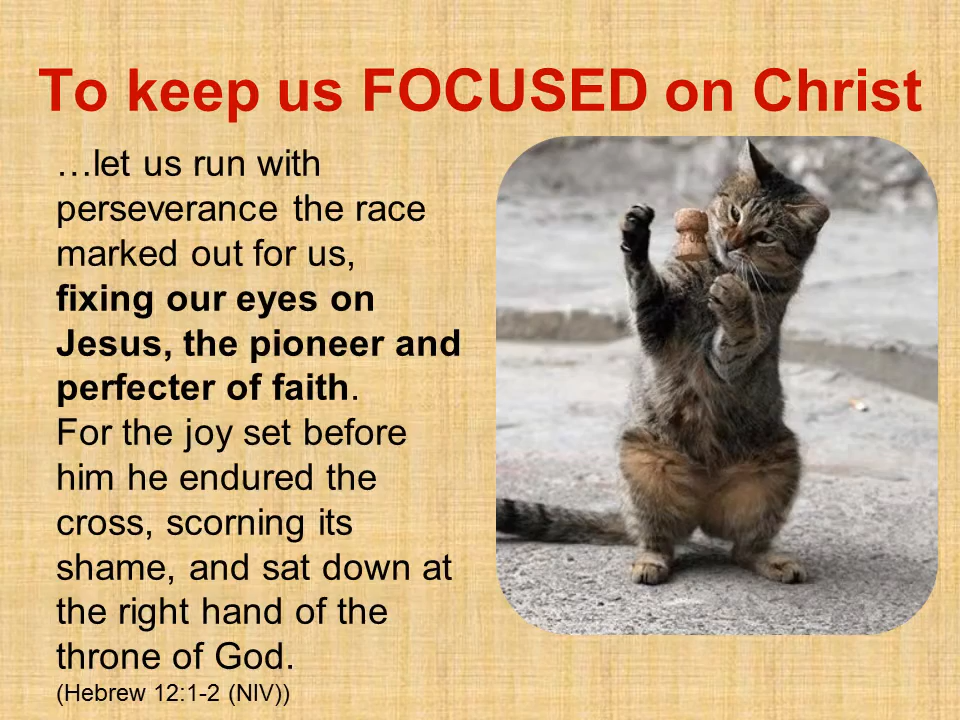 To keep us FOCUSED on Christ
…let us run with
perseverance the race
marked out for us,
fixing our eyes on
Jesus, the pioneer and
perfecter of faith.
For the joy set before
him he endured the
cross, scorning its
shame, and sat down at
the right hand of the
throne of God.
(Hebrew 12:1-2 (NIV))